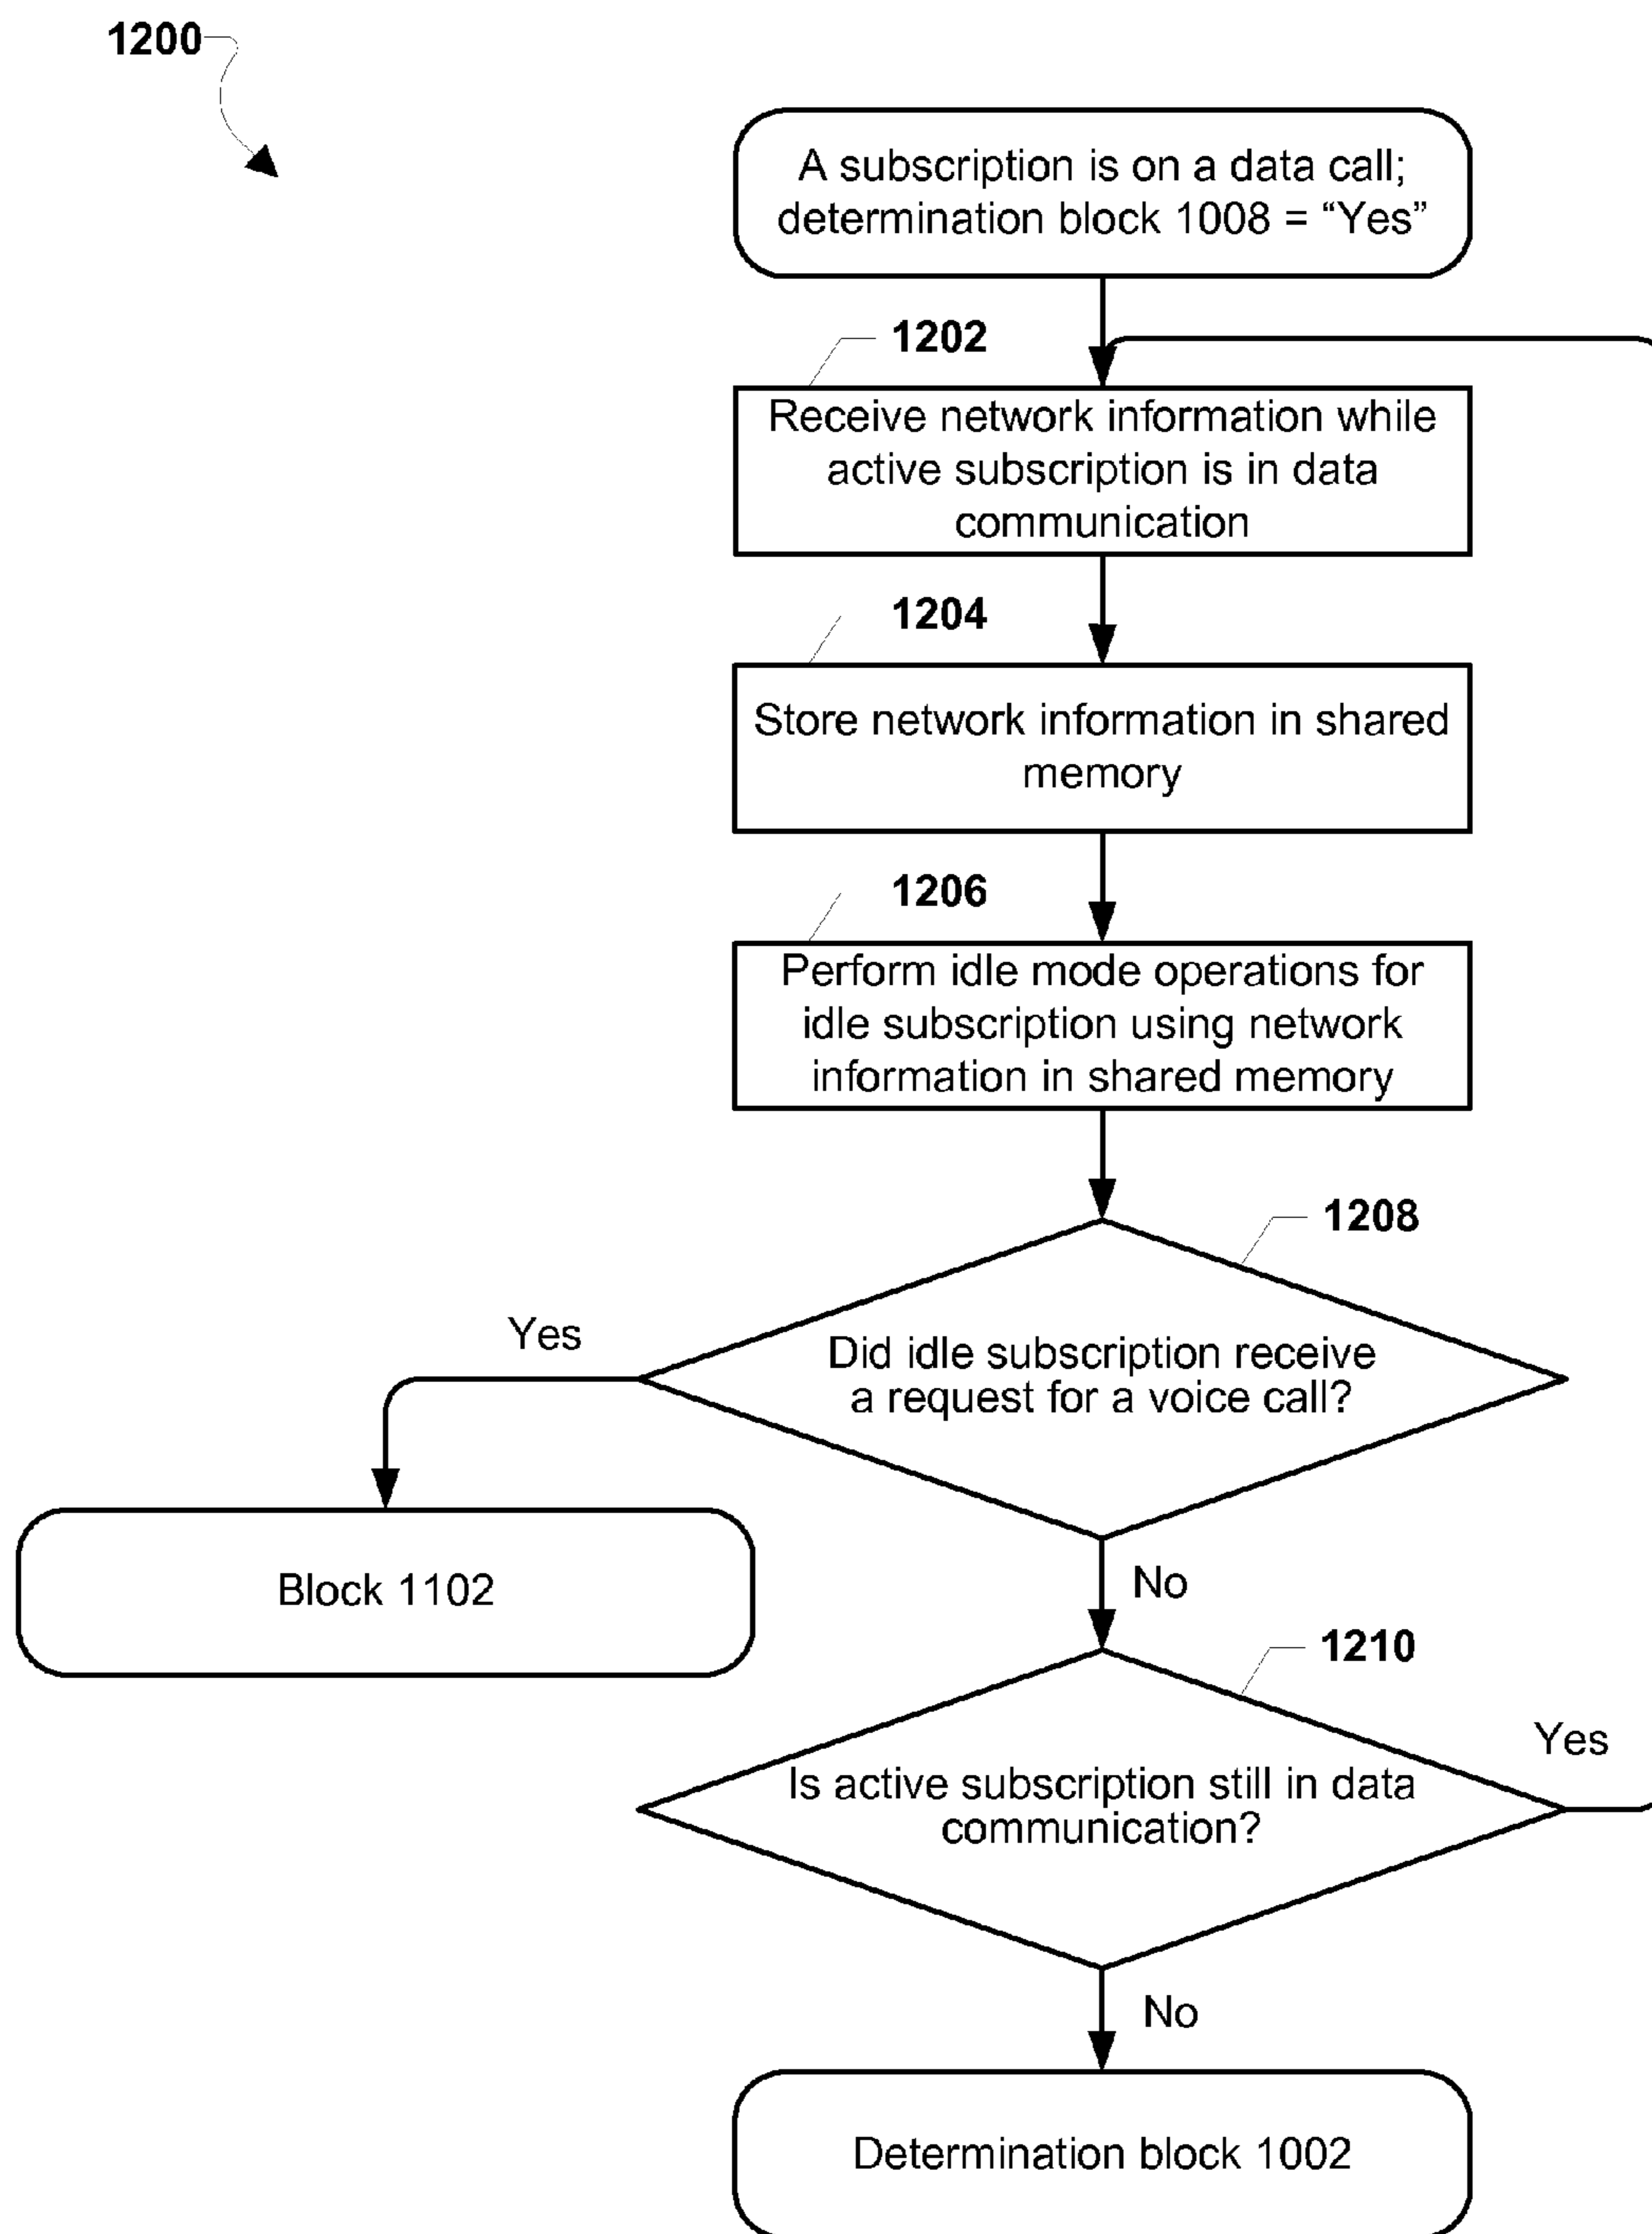 1200
A subscription is on a data call;
determination block 1008 = “Yes”
1202
Receive network information while
active subscription is in data
communication
1204
Store network information in shared
memory
1206
Perform idle mode operations for
idle subscription using network
information in shared memory
1208
Yes
Did idle subscription receive
a request for a voice call?
Block 1102
No
1210
Yes
Is active subscription still in data
communication?
No
Determination block 1002